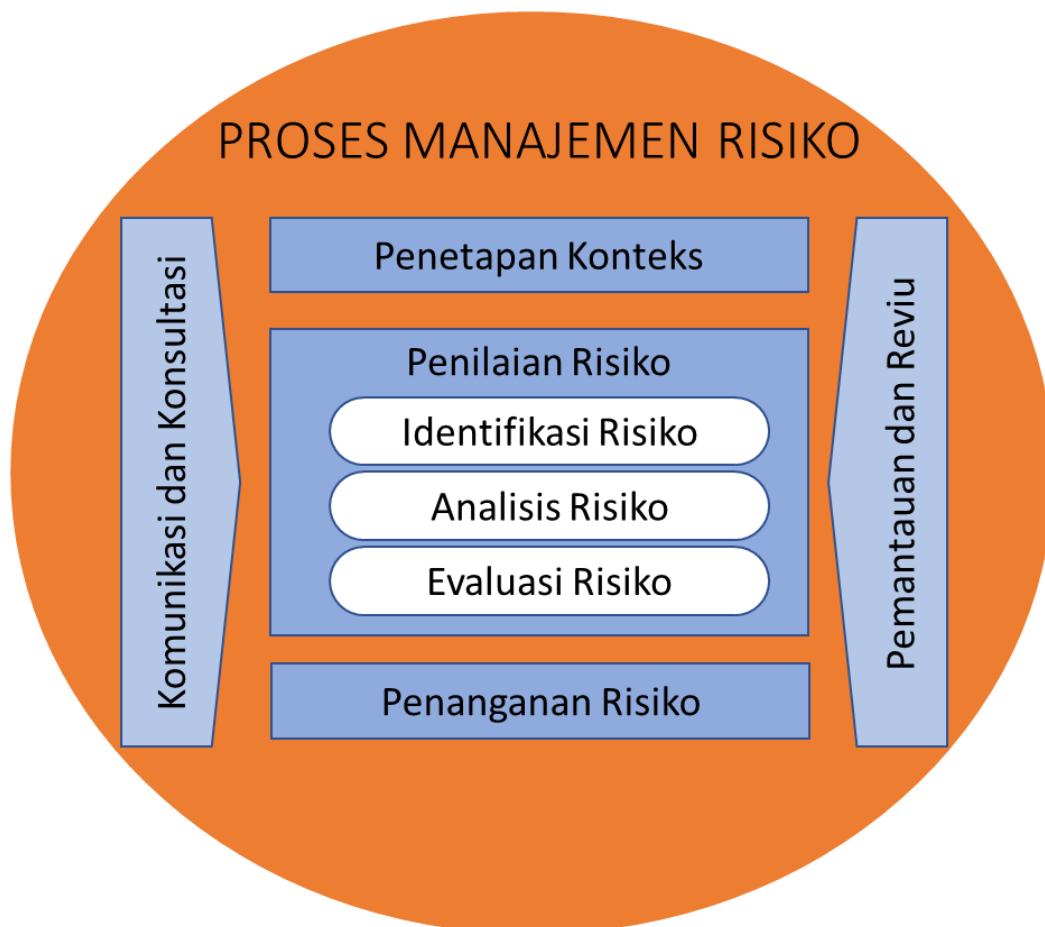 PROSES MANAJEMEN RISIKO
Komunikasi dan Konsultasi
Penetapan Konteks
Penilaian Risiko
Identifikasi Risiko
Analisis Risiko
Evaluasi Risiko
Penanganan Risiko
Pemantauan dan Reviu